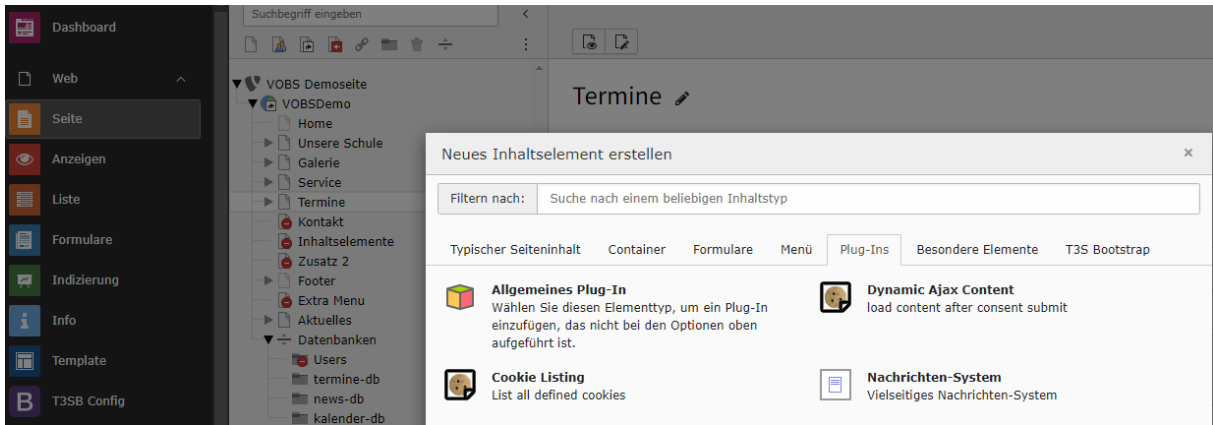 Dashboard
Web
Seite
Anzeigen
Liste
Formulare
Indizierung
Info
Template
B
T3SB Config
Suchbegriff eingeben
VOBS Demoseite
VOBSDemo
Home
Unsere Schule
Galerie
Service
Termine
Kontakt
Inhaltselemente
Zusatz 2
Footer
Extra Menu
Aktuelles
Datenbanken
Users
termine-db
news-db
kalender-db
Termine
Neues Inhaltselement erstellen
Filtern nach: Suche nach einem beliebigen Inhaltstyp
Typischer Seiteninhalt Container Formulare Menü Plug-Ins Besondere Elemente T3S Bootstrap
Allgemeines Plug-In
Wählen Sie diesen Elementtyp, um ein Plug-In
einzufügen, das nicht bei den Optionen oben
aufgeführt ist.
Dynamic Ajax Content
load content after consent submit
Cookie Listing
List all defined cookies
Nachrichten-System
Vielseitiges Nachrichten-System